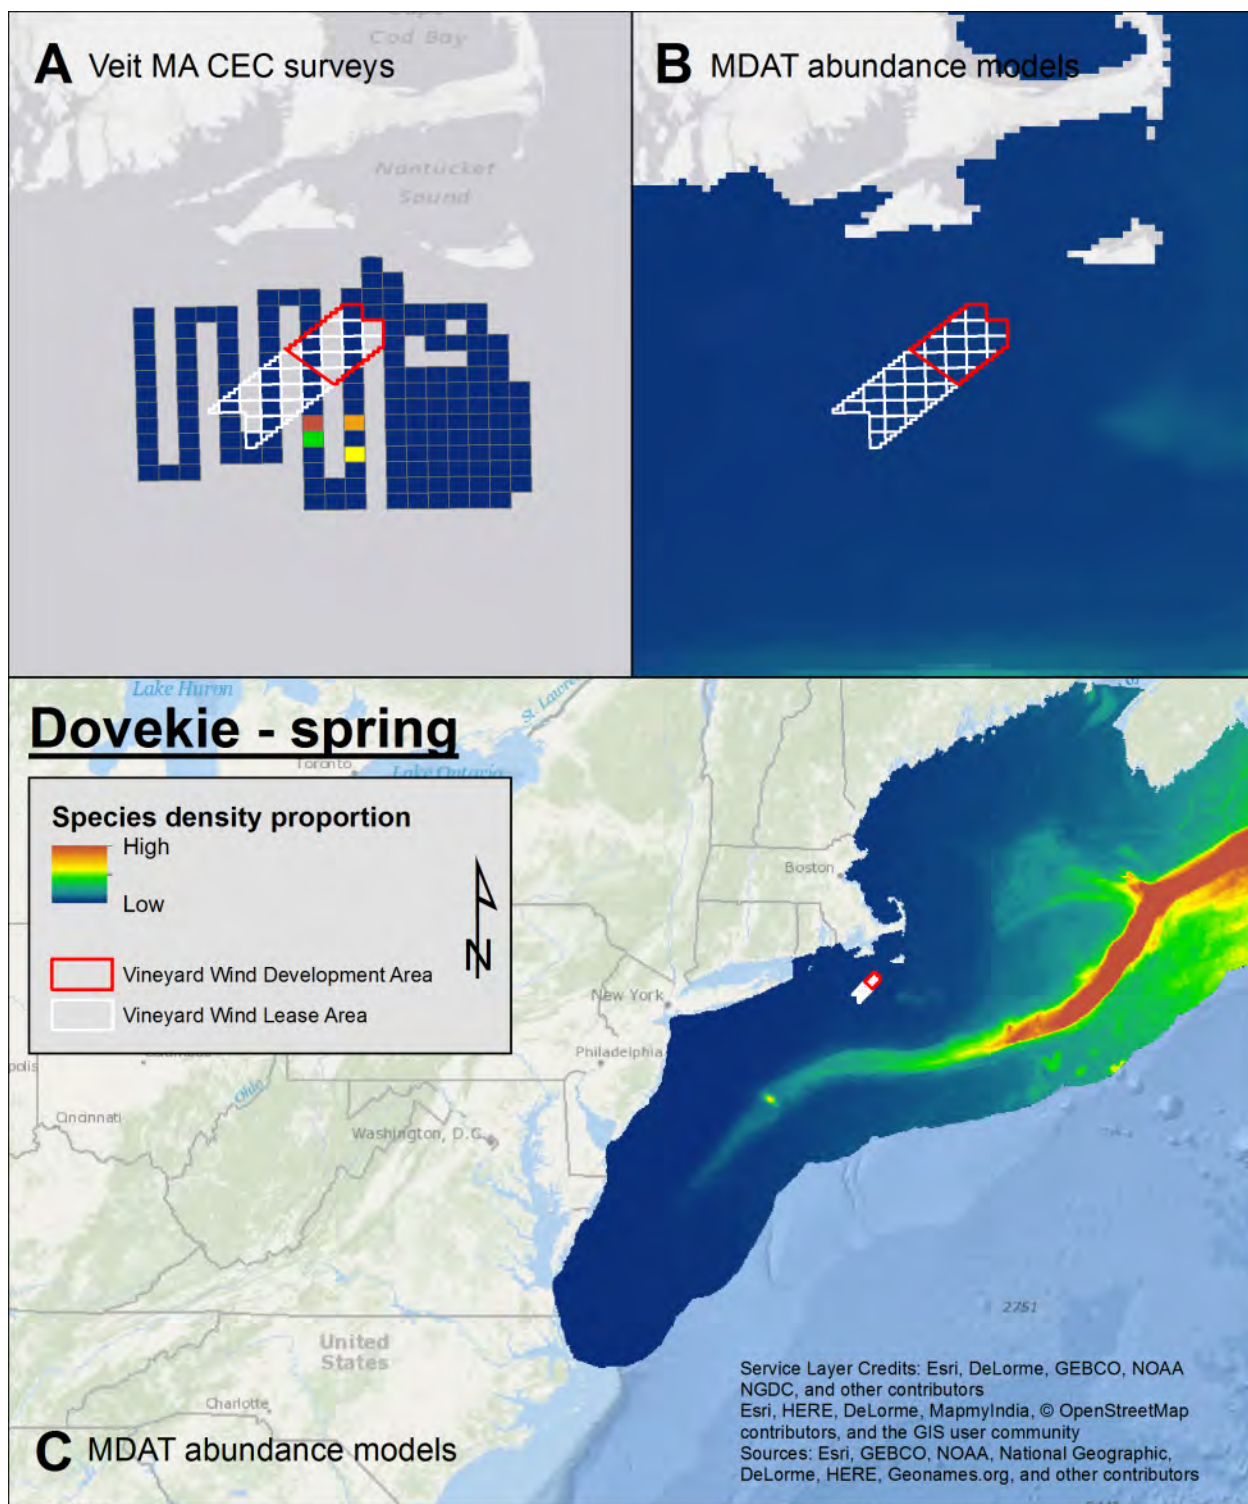 Cape
Cod Bay
A Veit MA CEC surveys
Nantucket
Sound
B MDAT abundance models
Lake Huron
St. Lawre
Dovekie - spring
Toronto
Lake Ontario
Species density proportion
High
Low
N
Vineyard Wind Development Area
Vineyard Wind Lease Area
Boston
New York
Philadelphia
polis
Columbus
Ohio
Cincinnati
Washington, D.C.
2751
United
States
Charlotte
Service Layer Credits: Esri, DeLorme, GEBCO, NOAA
NGDC, and other contributors
Esri, HERE, DeLorme, MapmyIndia, © OpenStreetMap
contributors, and the GIS user community
Sources: Esri, GEBCO, NOAA, National Geographic,
DeLorme, HERE, Geonames.org, and other contributors
C MDAT abundance models